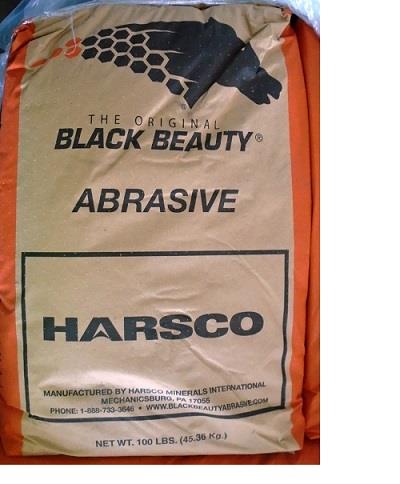 THE ORIGINAL
BLACK BEAUTY®
ABRASIVE
HARSCO
MANUFACTURED BY HARSCO MINERALS INTERNATIONAL
MECHANICSBURG, PA 17055
PHONE: 1-888-733-3646 • WWW.BLACKBEAUTYABRASIVE.COM
NET WT. 100 LBS. (45.36 Kg.)